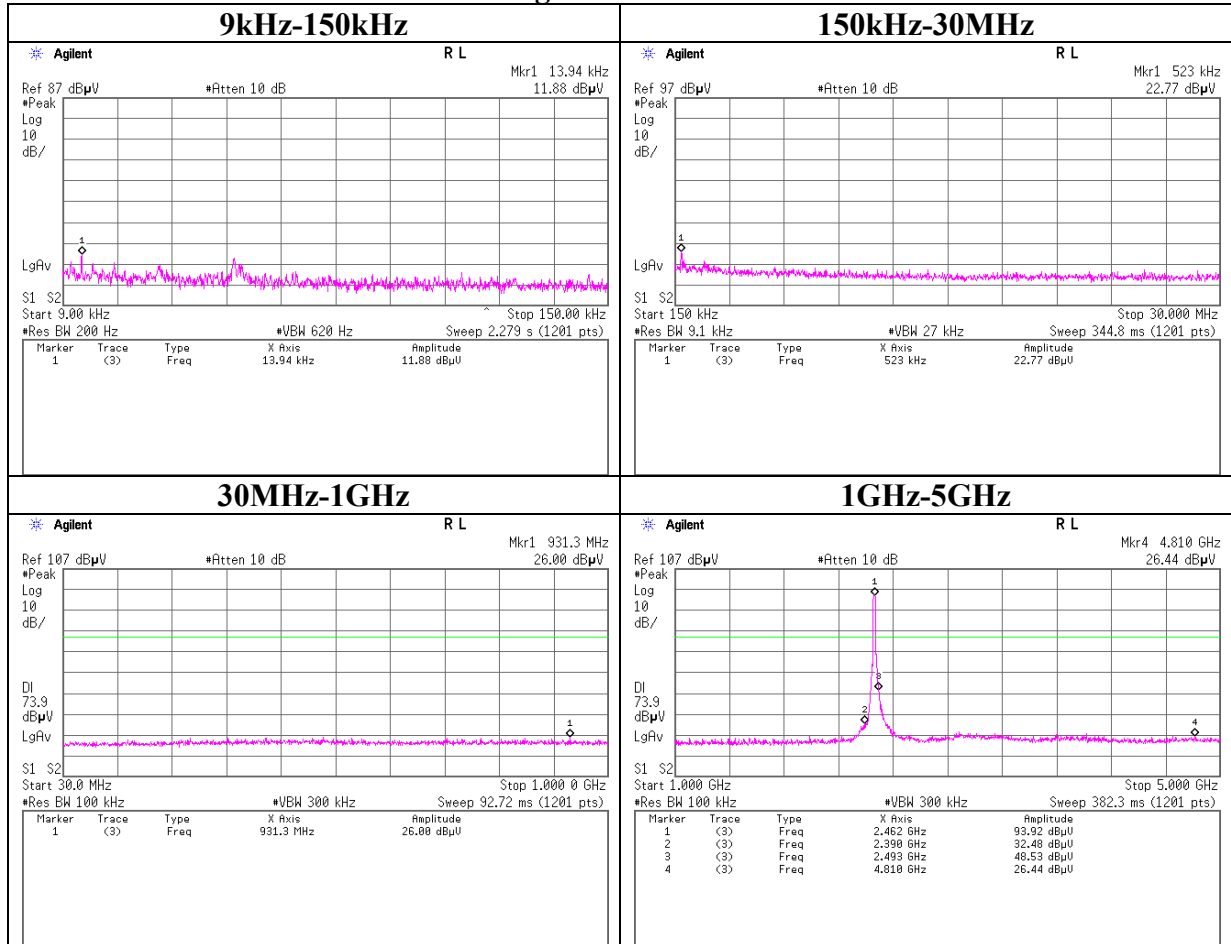 9kHz-150kHz
Agilent R L
Mkr1 13.94 kHz
Ref 87 dBµV #Atten 10 dB 11.88 dBµV
#Peak
Log
10
dB/
1
LgAv
S1 S2
Start 9.00 kHz ^ Stop 150.00 kHz
#Res BW 200 Hz #VBW 620 Hz Sweep 2.279 s (1201 pts)
Marker Trace Type X Axis Amplitude
1 (3) Freq 13.94 kHz 11.88 dBµV
150kHz-30MHz
Agilent R L
Mkr1 523 kHz
Ref 97 dBµV #Atten 10 dB 22.77 dBµV
#Peak
Log
10
dB/
1
LgAv
S1 S2
Start 150 kHz Stop 30.000 MHz
#Res BW 9.1 kHz #VBW 27 kHz Sweep 344.8 ms (1201 pts)
Marker Trace Type X Axis Amplitude
1 (3) Freq 523 kHz 22.77 dBµV
30MHz-1GHz
Agilent R L
Mkr1 931.3 MHz
Ref 107 dBµV #Atten 10 dB 26.00 dBµV
#Peak
Log
10
dB/
DI
73.9
dBµV
1
LgAv
S1 S2
Start 30.0 MHz Stop 1.000 0 GHz
#Res BW 100 kHz #VBW 300 kHz Sweep 92.72 ms (1201 pts)
Marker Trace Type X Axis Amplitude
1 (3) Freq 931.3 MHz 26.00 dBµV
1GHz-5GHz
Agilent R L
Mkr4 4.810 GHz
Ref 107 dBµV #Atten 10 dB 26.44 dBµV
#Peak
1
Log
10
dB/
3
DI
73.9
dBµV
2
4
LgAv
S1 S2
Start 1.000 GHz Stop 5.000 GHz
#Res BW 100 kHz #VBW 300 kHz Sweep 382.3 ms (1201 pts)
Marker Trace Type X Axis Amplitude
1 (3) Freq 2.462 GHz 93.92 dBµV
2 (3) Freq 2.390 GHz 32.48 dBµV
3 (3) Freq 2.493 GHz 48.53 dBµV
4 (3) Freq 4.810 GHz 26.44 dBµV